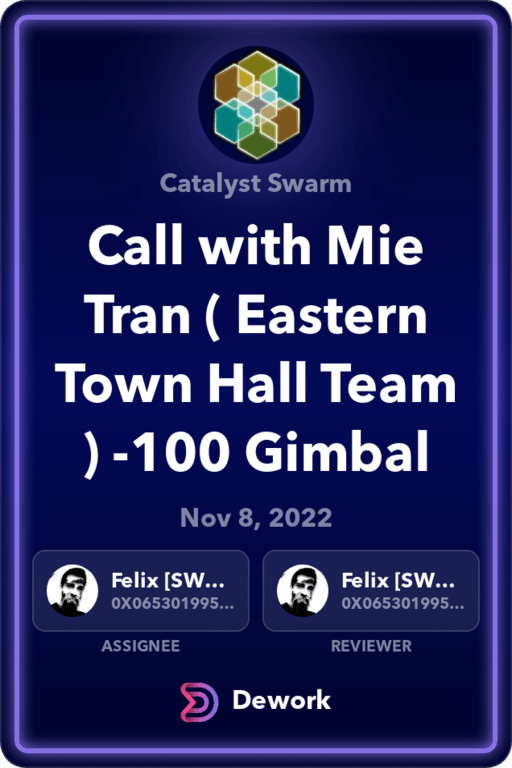 Catalyst Swarm
Call with Mie
Tran ( Eastern
Town Hall Team
) -100 Gimbal
Nov 8, 2022
Felix [SW...
0X065301995...
ASSIGNEE
Felix [SW...
0X065301995...
REVIEWER
Dework